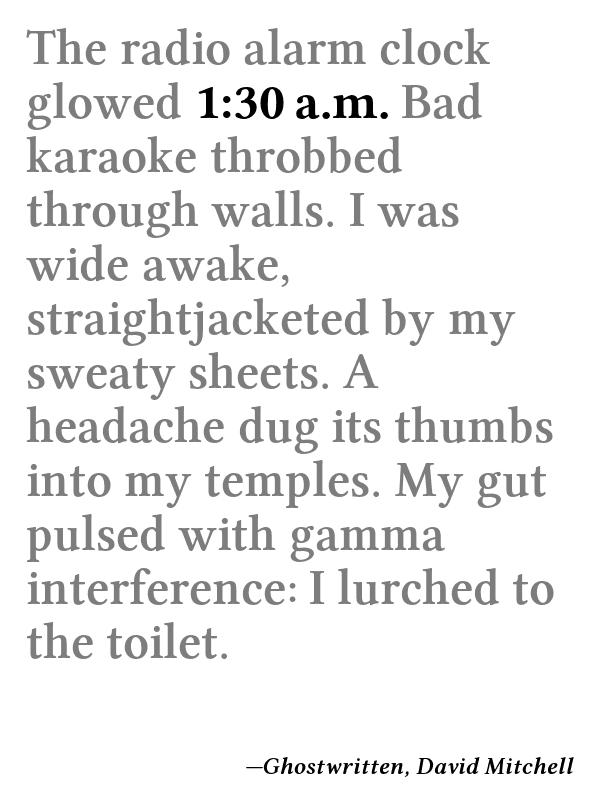 The radio alarm clock
glowed 1:30 a.m. Bad
karaoke throbbed
through walls. I was
wide awake,
straightjacketed by my
sweaty sheets. A
headache dug its thumbs
into my temples. My gut
pulsed with gamma
interference: I lurched to
the toilet.
—Ghostwritten, David Mitchell